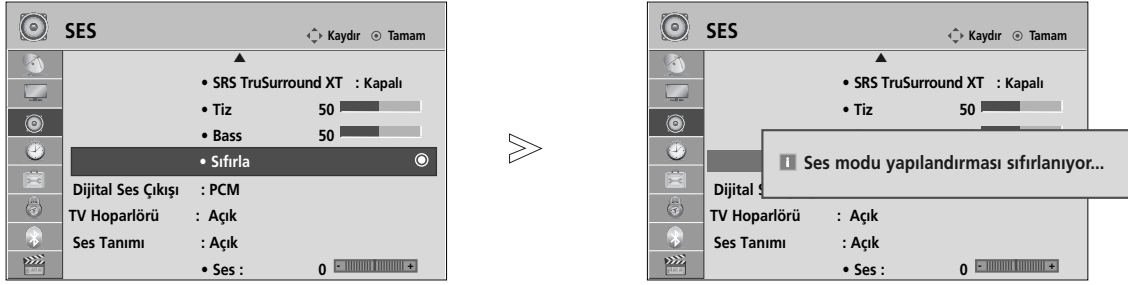 SES
Kaydır Tamam
• SRS TruSurround XT : Kapalı
• Tiz 50
• Bass 50
• Sıfırla
Dijital Ses Çıkışı : PCM
TV Hoparlörü : Açık
Ses Tanımı : Açık
• Ses : 0 - +
SES
Kaydır Tamam
• SRS TruSurround XT : Kapalı
• Tiz 50
i Ses modu yapılandırması sıfırlanıyor...
Dijital
TV Hoparlörü : Açık
Ses Tanımı : Açık
• Ses : 0 - +